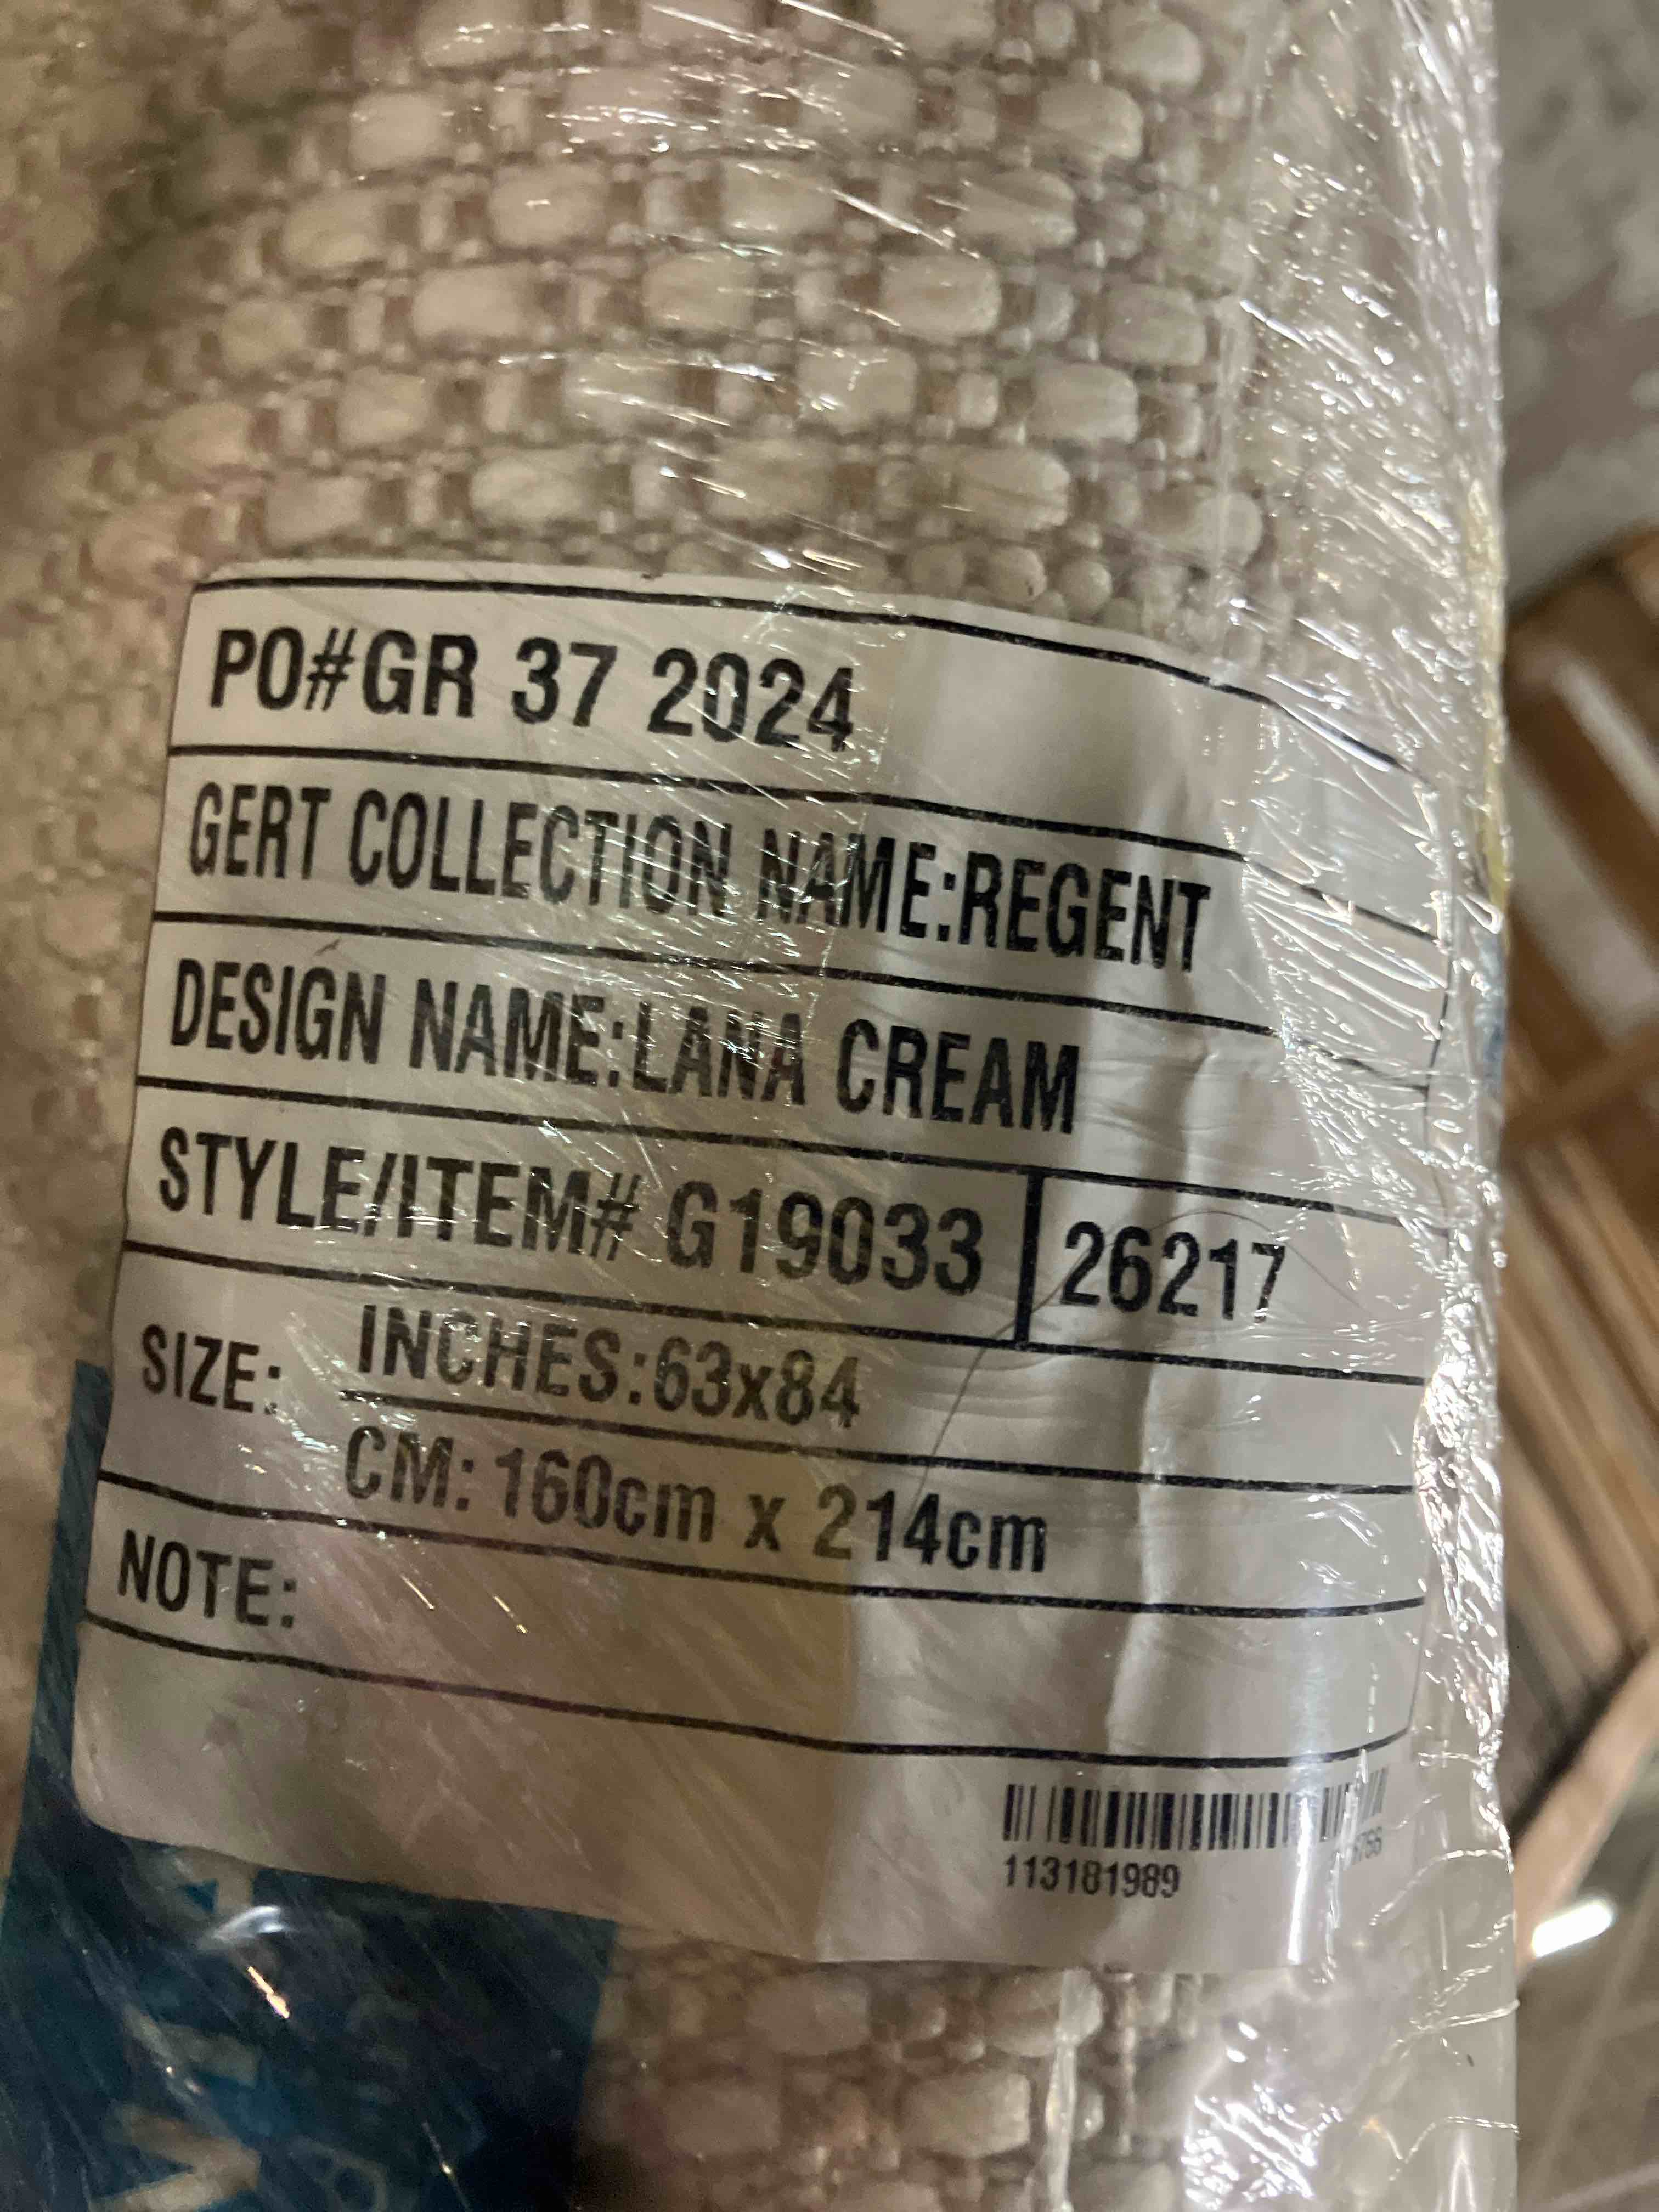 PO#GR 37 2024
GERT COLLECTION NAME:REGENT
DESIGN NAME:LANA CREAM
STYLE/ITEM# G19033 26217
SIZE: INCHES:63x84
CM: 160cm x 214cm
NOTE:
113181989